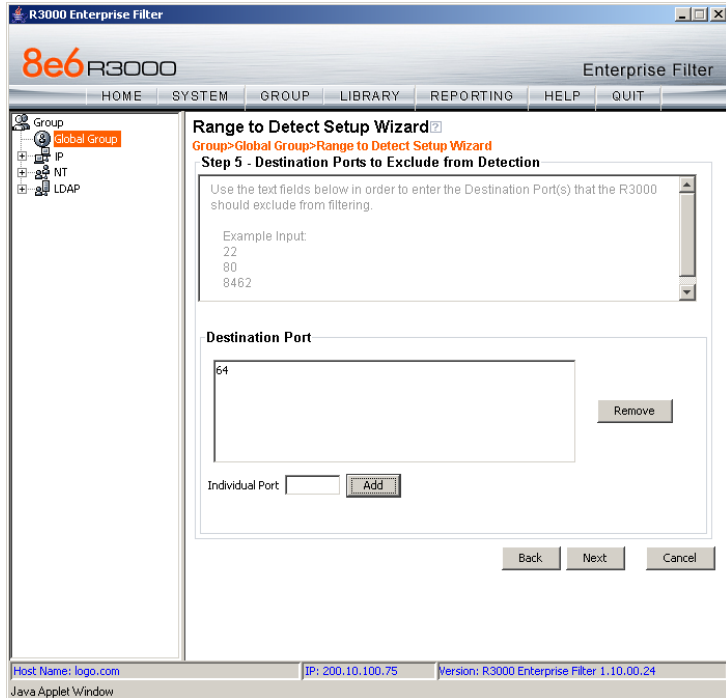 R3000 Enterprise Filter
8e6 R3000
Enterprise Filter
HOME SYSTEM GROUP LIBRARY REPORTING HELP QUIT
Group
Global Group
IP
NT
LDAP
Range to Detect Setup Wizard ?
Group>Global Group>Range to Detect Setup Wizard
Step 5 - Destination Ports to Exclude from Detection
Use the text fields below in order to enter the Destination Port(s) that the R3000
should exclude from filtering.
Example Input:
22
80
8462
Destination Port
64
Remove
Individual Port
Add
Back Next Cancel
Host Name: logo.com IP: 200.10.100.75 Version: R3000 Enterprise Filter 1.10.00.24
Java Applet Window